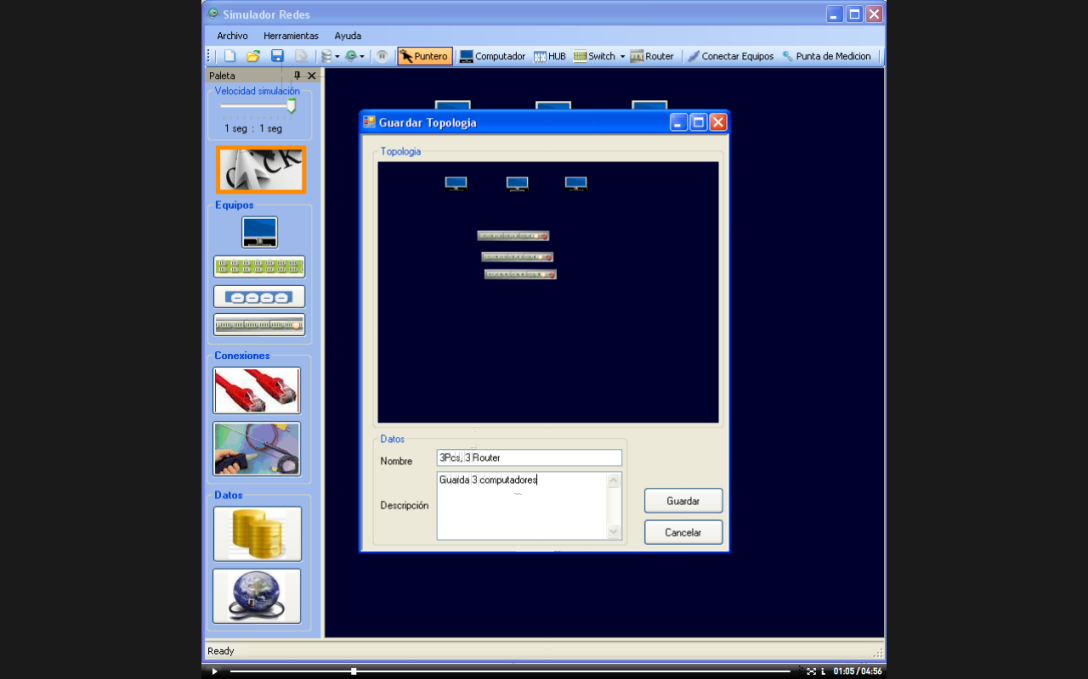 Simulador Redes
Archivo Herramientas Ayuda
Puntero Computador HUB Switch Router Conectar Equipos Punta de Medicion
Paleta
Velocidad simulación
1 seg : 1 seg
CLICK
Equipos
Conexiones
Datos
Guardar Topologia
Topologia
Datos
Nombre 3Pcs, 3 Router
Descripción Guarda 3 computadores
Guardar
Cancelar
Ready
01:05 / 04:56